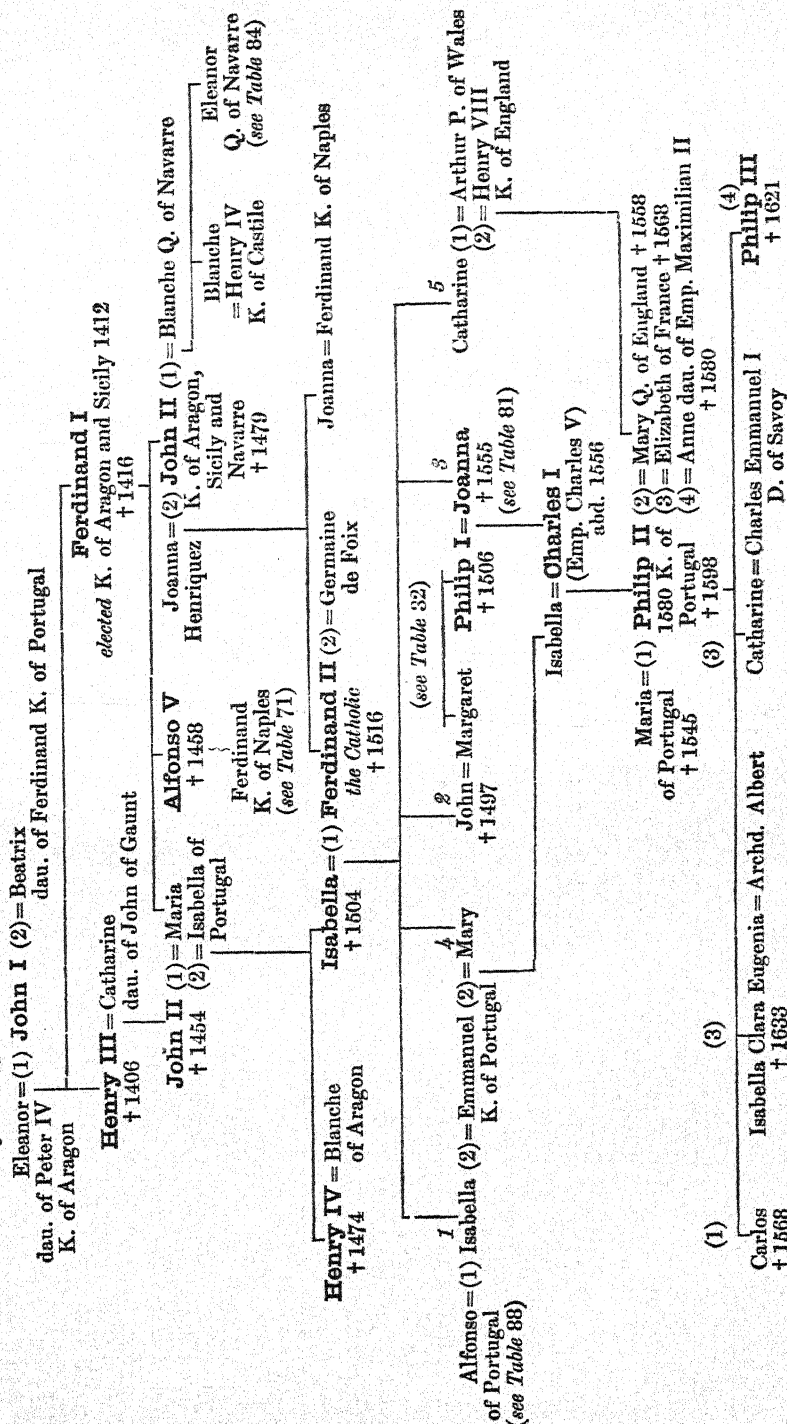 Eleanor=(1) John I (2)=Beatrix
dau. of Peter IV
K. of Aragon
dau. of Ferdinand K. of Portugal
Henry III=Catharine
†1406
dau. of John of Gaunt
Ferdinand I
elected K. of Aragon and Sicily 1412
†1416
John II (1)=Maria
†1454 (2)=Isabella of
Portugal
Alfonso V
†1458
Ferdinand
K. of Naples
(see Table 71)
Joanna=(2) John II (1)=Blanche Q. of Navarre
Henriquez
K. of Aragon,
Sicily and
Navarre
†1479
Blanche
=Henry IV
K. of Castile
Eleanor
Q. of Navarre
(see Table 84)
Henry IV=Blanche
†1474
of Aragon
Isabella=(1) Ferdinand II (2)=Germaine
†1504
the Catholic
†1516
de Foix
Joanna=Ferdinand K. of Naples
1
Alfonso=(1) Isabella (2)=Emmanuel (2)=Mary
of Portugal
(see Table 88)
K. of Portugal
4
2
John=Margaret
†1497
(see Table 32)
3
Philip I=Joanna
†1506
†1555
(see Table 81)
5
Catharine (1)=Arthur P. of Wales
(2)=Henry VIII
K. of England
Isabella=Charles I
(Emp. Charles V)
abd. 1556
Maria=(1) Philip II (2)=Mary Q. of England †1558
of Portugal
†1545
1580 K. of (3)=Elizabeth of France †1568
Portugal (4)=Anne dau. of Emp. Maximilian II
†1598
†1580
(1)
Carlos
†1568
(3)
Isabella Clara Eugenia=Archd. Albert
†1633
(3)
Catharine=Charles Emmanuel I
D. of Savoy
(4)
Philip III
†1621